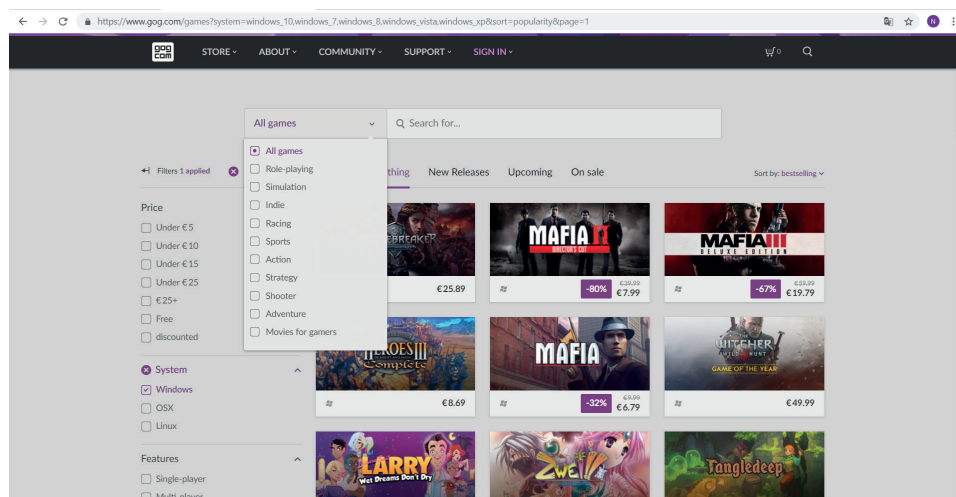 https://www.gog.com/games?system=windows_10,windows_7,windows_8,windows_vista,windows_xp&sort=popularity&page=1
N
gog
com
STORE
ABOUT
COMMUNITY
SUPPORT
SIGN IN
0
All games
Search for...
All games
Role-playing
Simulation
Indie
Racing
Sports
Action
Strategy
Shooter
Adventure
Movies for gamers
Filters 1 applied
thing
New Releases
Upcoming
On sale
Sort by: bestselling
Price
Under € 5
Under € 10
Under € 15
Under € 25
€ 25+
Free
discounted
System
Windows
OSX
Linux
Features
Single-player
Multi-player
EBREAKER
€25.89
MAFIA II
DIRECTOR'S CUT
-80%
€39.99
€7.99
MAFIA III
DELUXE EDITION
-67%
€59.99
€19.79
HEROES III
Complete
€8.69
MAFIA
-32%
€9.99
€6.79
WITCHER
WILD HUNT
GAME OF THE YEAR
€49.99
LARRY
Wet Dreams Don't Dry
Zwei
Tangledeep